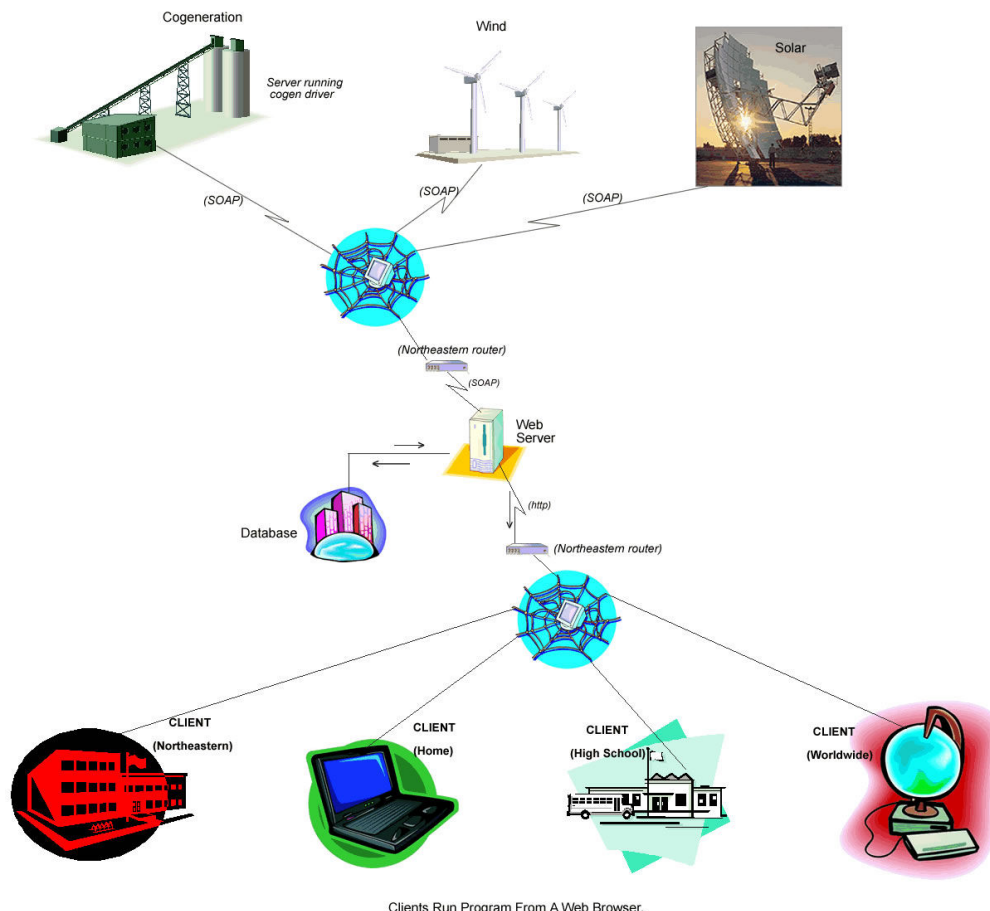 Cogeneration
Wind
Solar
Server running
cogen driver
(SOAP)
(SOAP)
(SOAP)
(Northeastern router)
(SOAP)
Web
Server
(http)
Database
(Northeastern router)
CLIENT
(Northeastern)
CLIENT
(Home)
CLIENT
(High School)
CLIENT
(Worldwide)
Clients Run Program From A Web Browser.